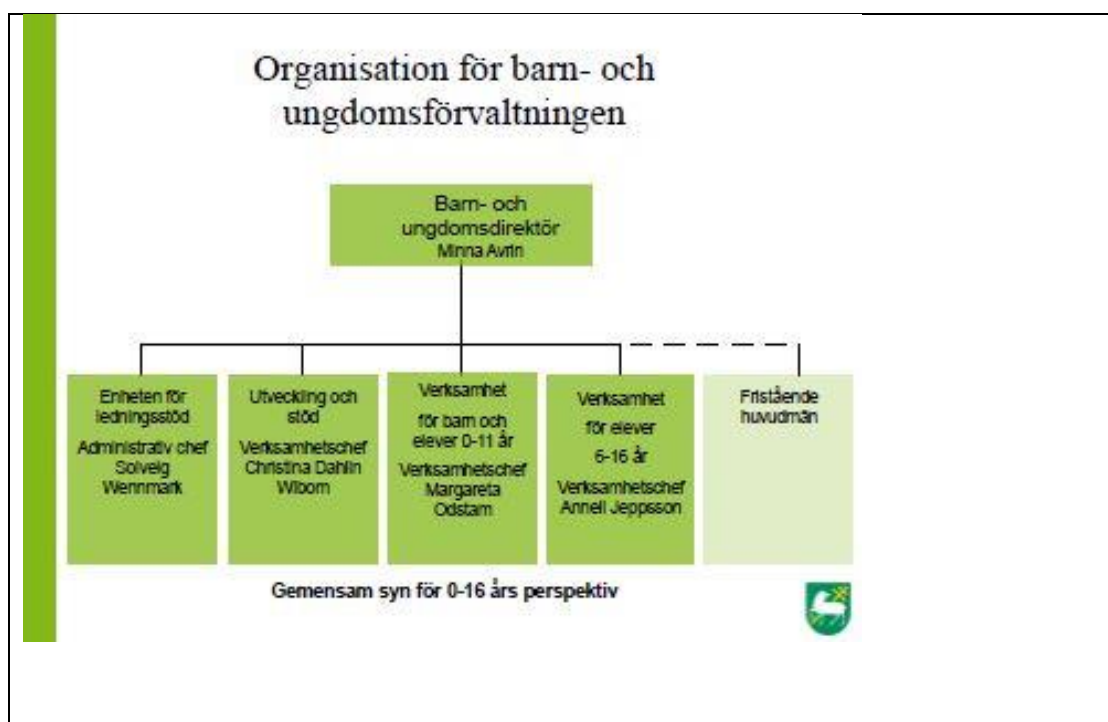 Organisation för barn- och
ungdomsförvaltningen
Barn- och
ungdomsdirektör
Minna Avrin
Enheten för
ledningsstöd
Administrativ chef
Solveig
Wennmark
Utveckling och
stöd
Verksamhetschef
Christina Dahlin
Wiborn
Verksamhet
för barn och
elever 0-11 år
Verksamhetschef
Margareta
Odstam
Verksamhet
för elever
6-16 år
Verksamhetschef
Anneli Jeppsson
Fristående
huvudmän
Gemensam syn för 0-16 års perspektiv